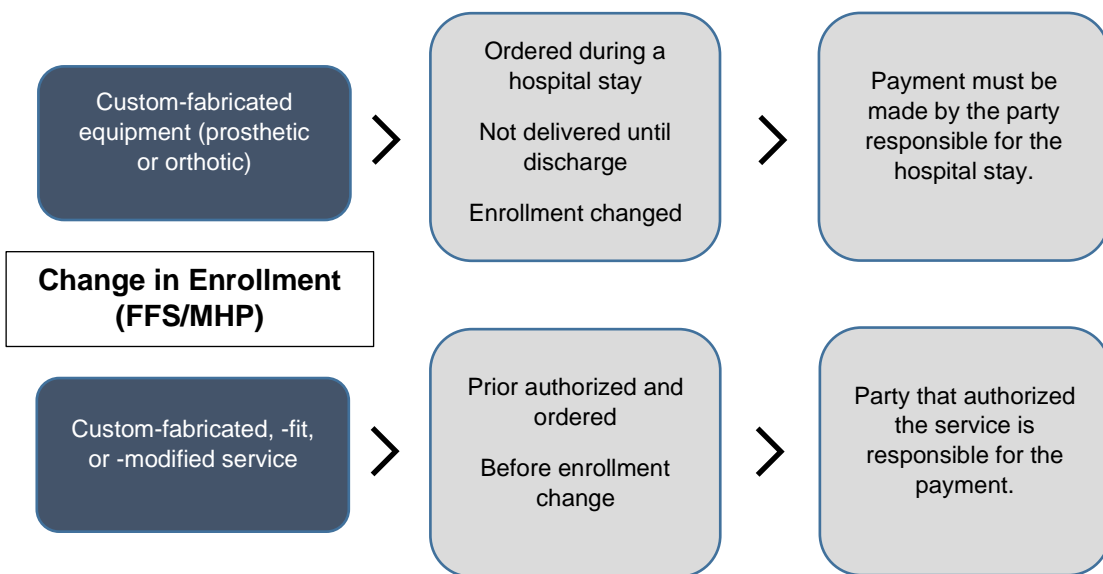 Custom-fabricated
equipment (prosthetic
or orthotic)
Ordered during a
hospital stay
Not delivered until
discharge
Enrollment changed
Payment must be
made by the party
responsible for the
hospital stay.
Change in Enrollment
(FFS/MHP)
Custom-fabricated, -fit,
or -modified service
Prior authorized and
ordered
Before enrollment
change
Party that authorized
the service is
responsible for the
payment.